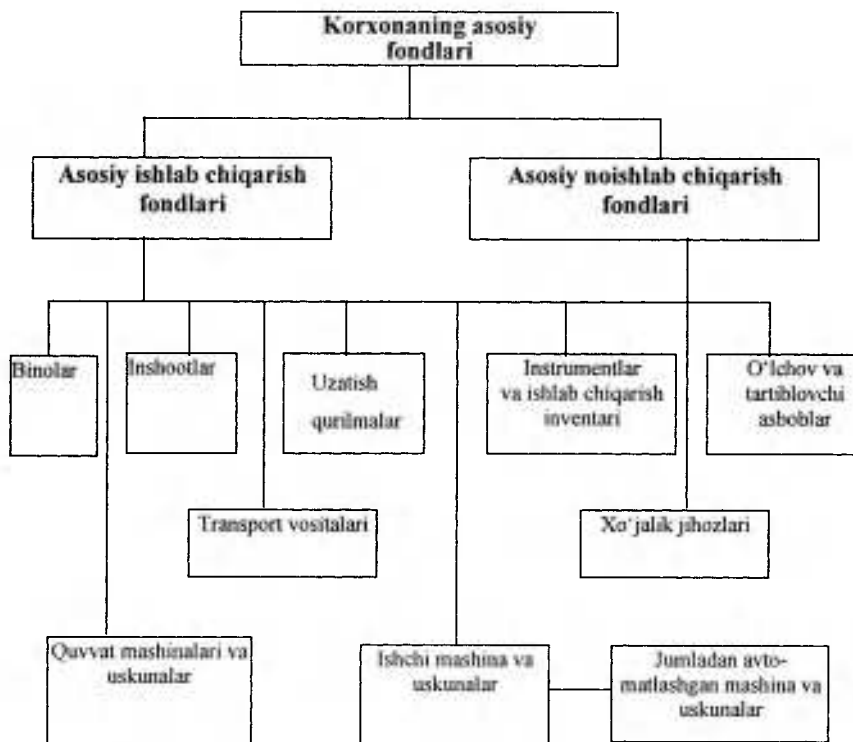 Korxonaning asosiy
fondlari
Asosiy ishlab chiqarish
fondlari
Asosiy noishlab chiqarish
fondlari
Binolar
Inshootlar
Uzatish
qurilmalar
Instrumentlar
va ishlab chiqarish
inventari
O'lchov va
tartiblovchi
asboblar
Transport vositalari
Xo'jalik jihozlari
Quvvat mashinalari va
uskunalar
Ishchi mashina va
uskunalar
Jumladan avto-
matlashgan mashina va
uskunalar